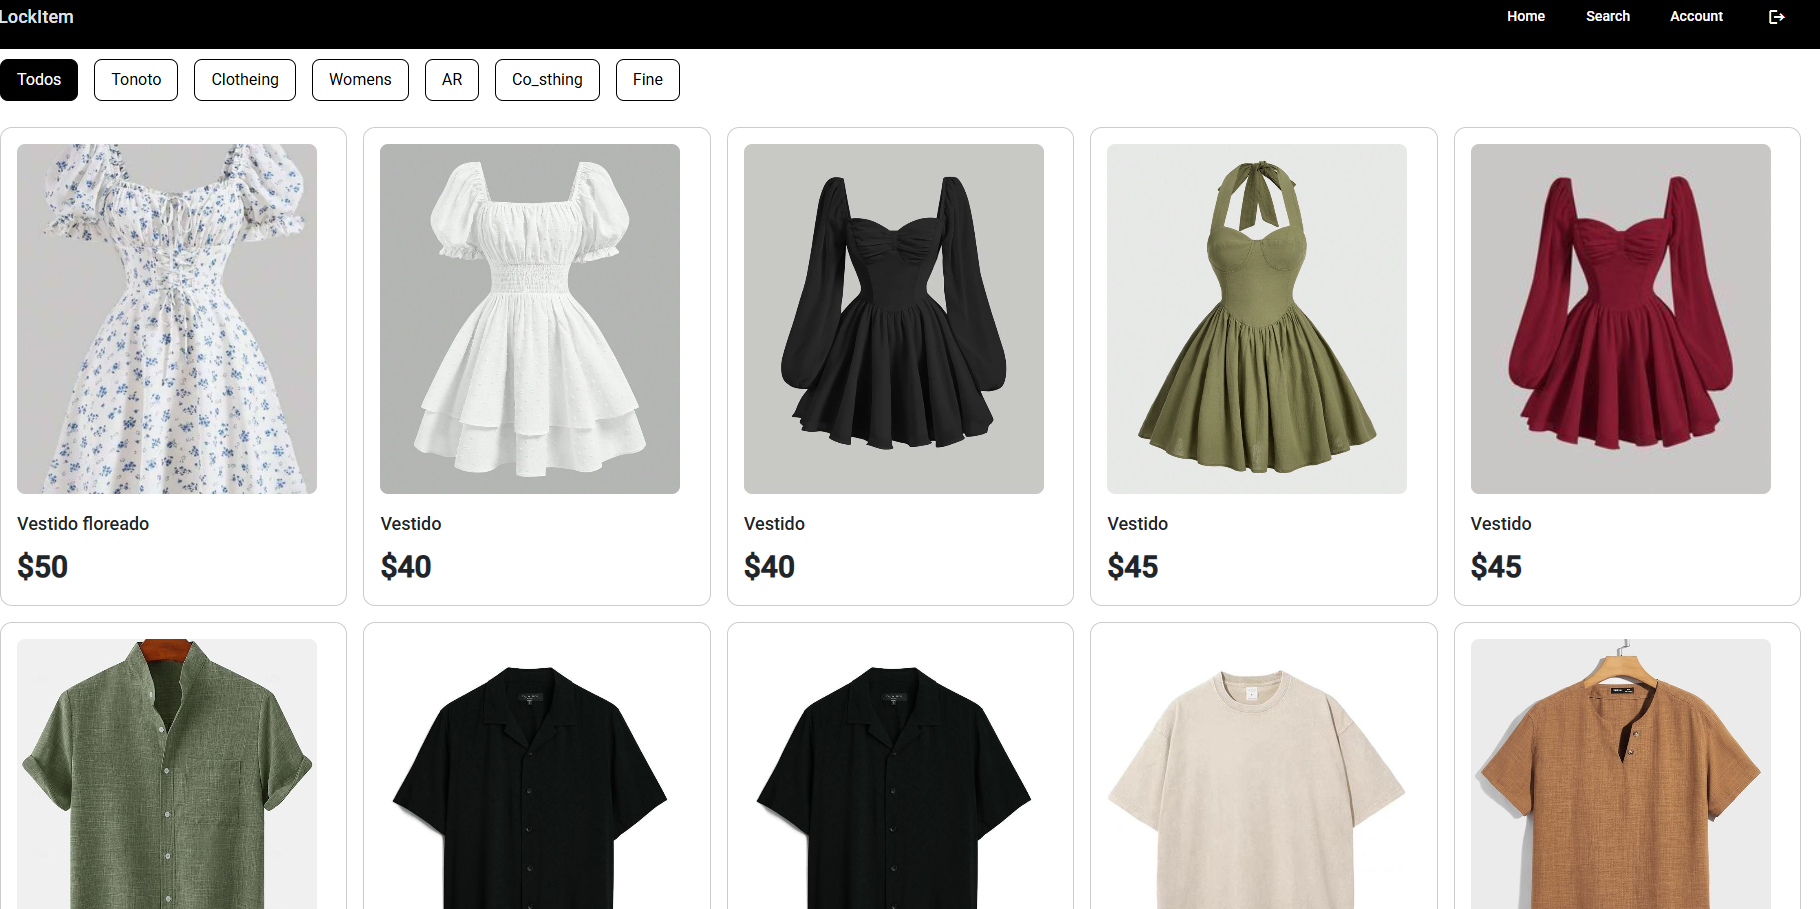 LockItem
Home Search Account
Todos Tonoto Clotheing Womens AR Co_sthing Fine
Vestido floreado Vestido Vestido Vestido Vestido
$50 $40 $40 $45 $45